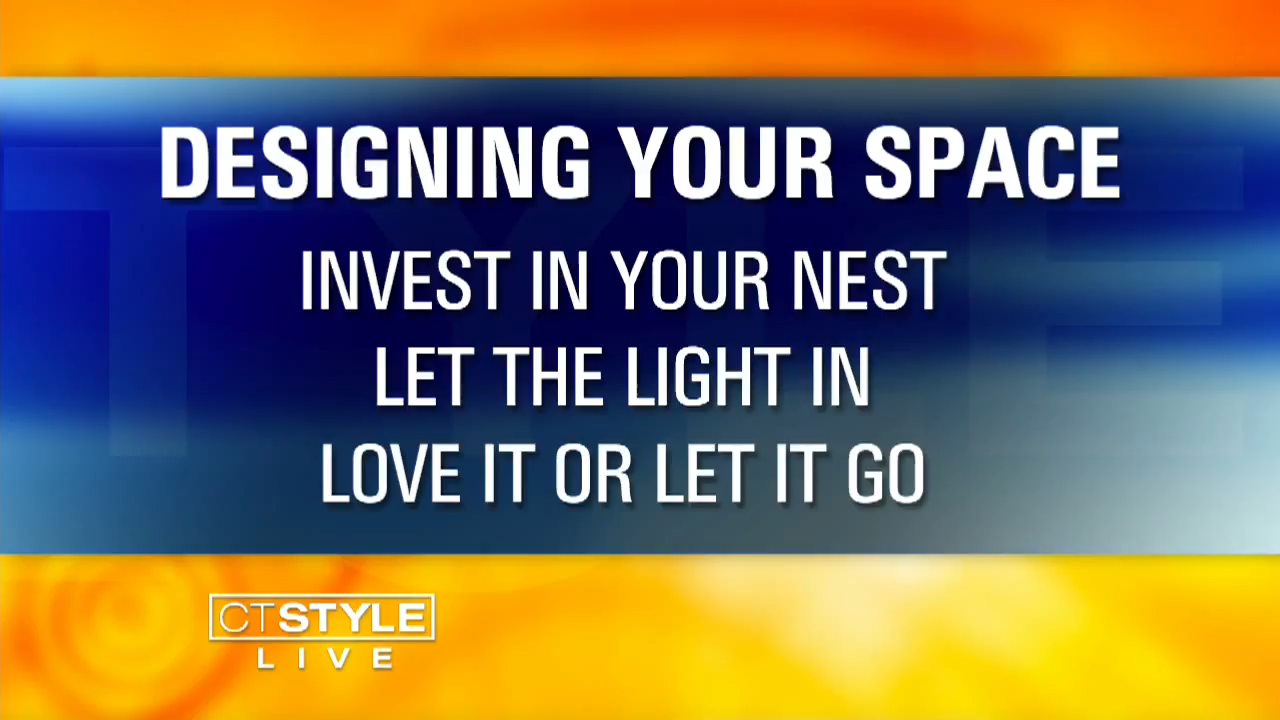 DESIGNING YOUR SPACE
INVEST IN YOUR NEST
LET THE LIGHT IN
LOVE IT OR LET IT GO
CTSTYLE
LIVE